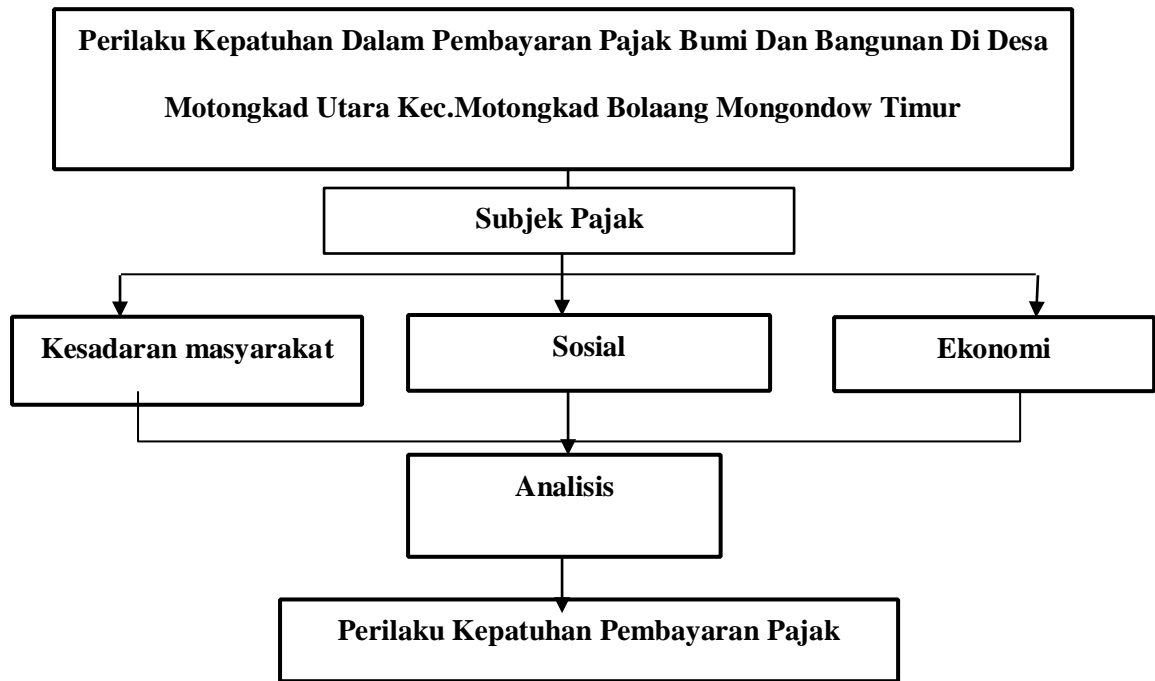 Perilaku Kepatuhan Dalam Pembayaran Pajak Bumi Dan Bangunan Di Desa
Motongkad Utara Kec.Motongkad Bolaang Mongondow Timur
Subjek Pajak
Kesadaran masyarakat
Sosial
Ekonomi
Analisis
Perilaku Kepatuhan Pembayaran Pajak